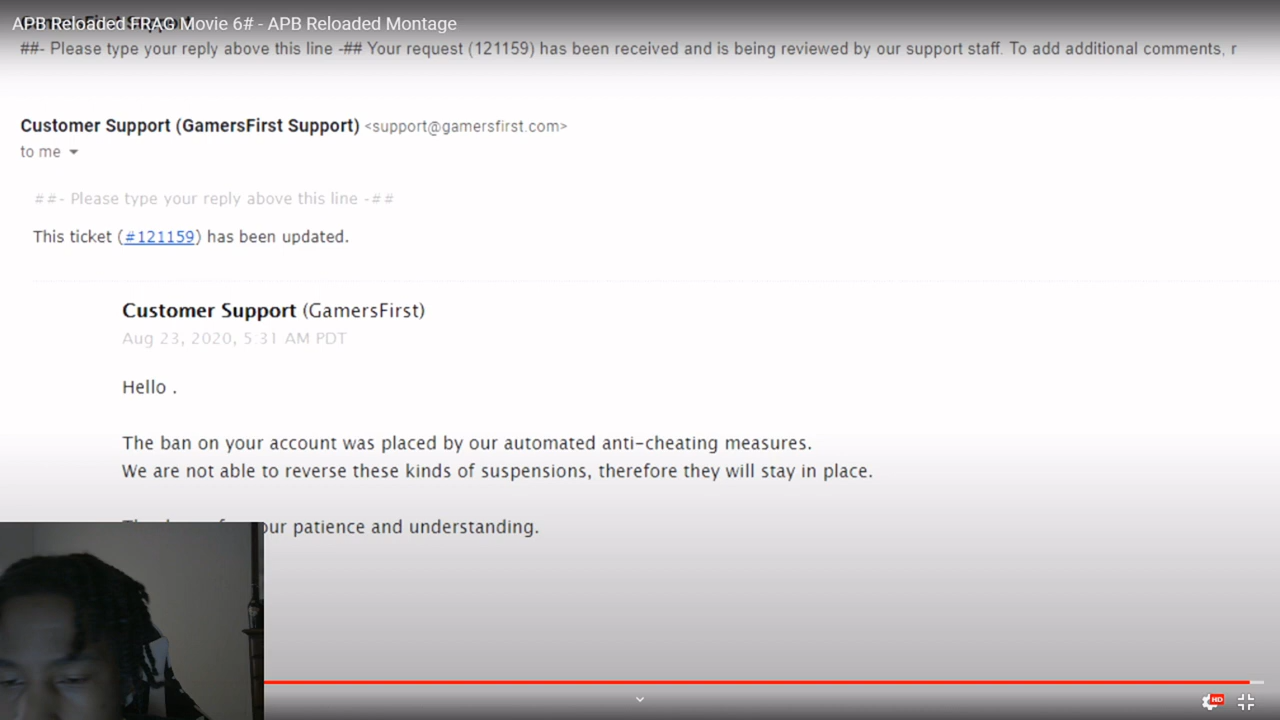 APB Reloaded FRAG Movie 6# - APB Reloaded Montage
##- Please type your reply above this line -## Your request (121159) has been received and is being reviewed by our support staff. To add additional comments, r
Customer Support (GamersFirst Support) <support@gamersfirst.com>
to me
##- Please type your reply above this line -##
This ticket (#121159) has been updated.
Customer Support (GamersFirst)
Aug 23, 2020, 5:31 AM PDT
Hello .
The ban on your account was placed by our automated anti-cheating measures.
We are not able to reverse these kinds of suspensions, therefore they will stay in place.
patience and understanding.
HD